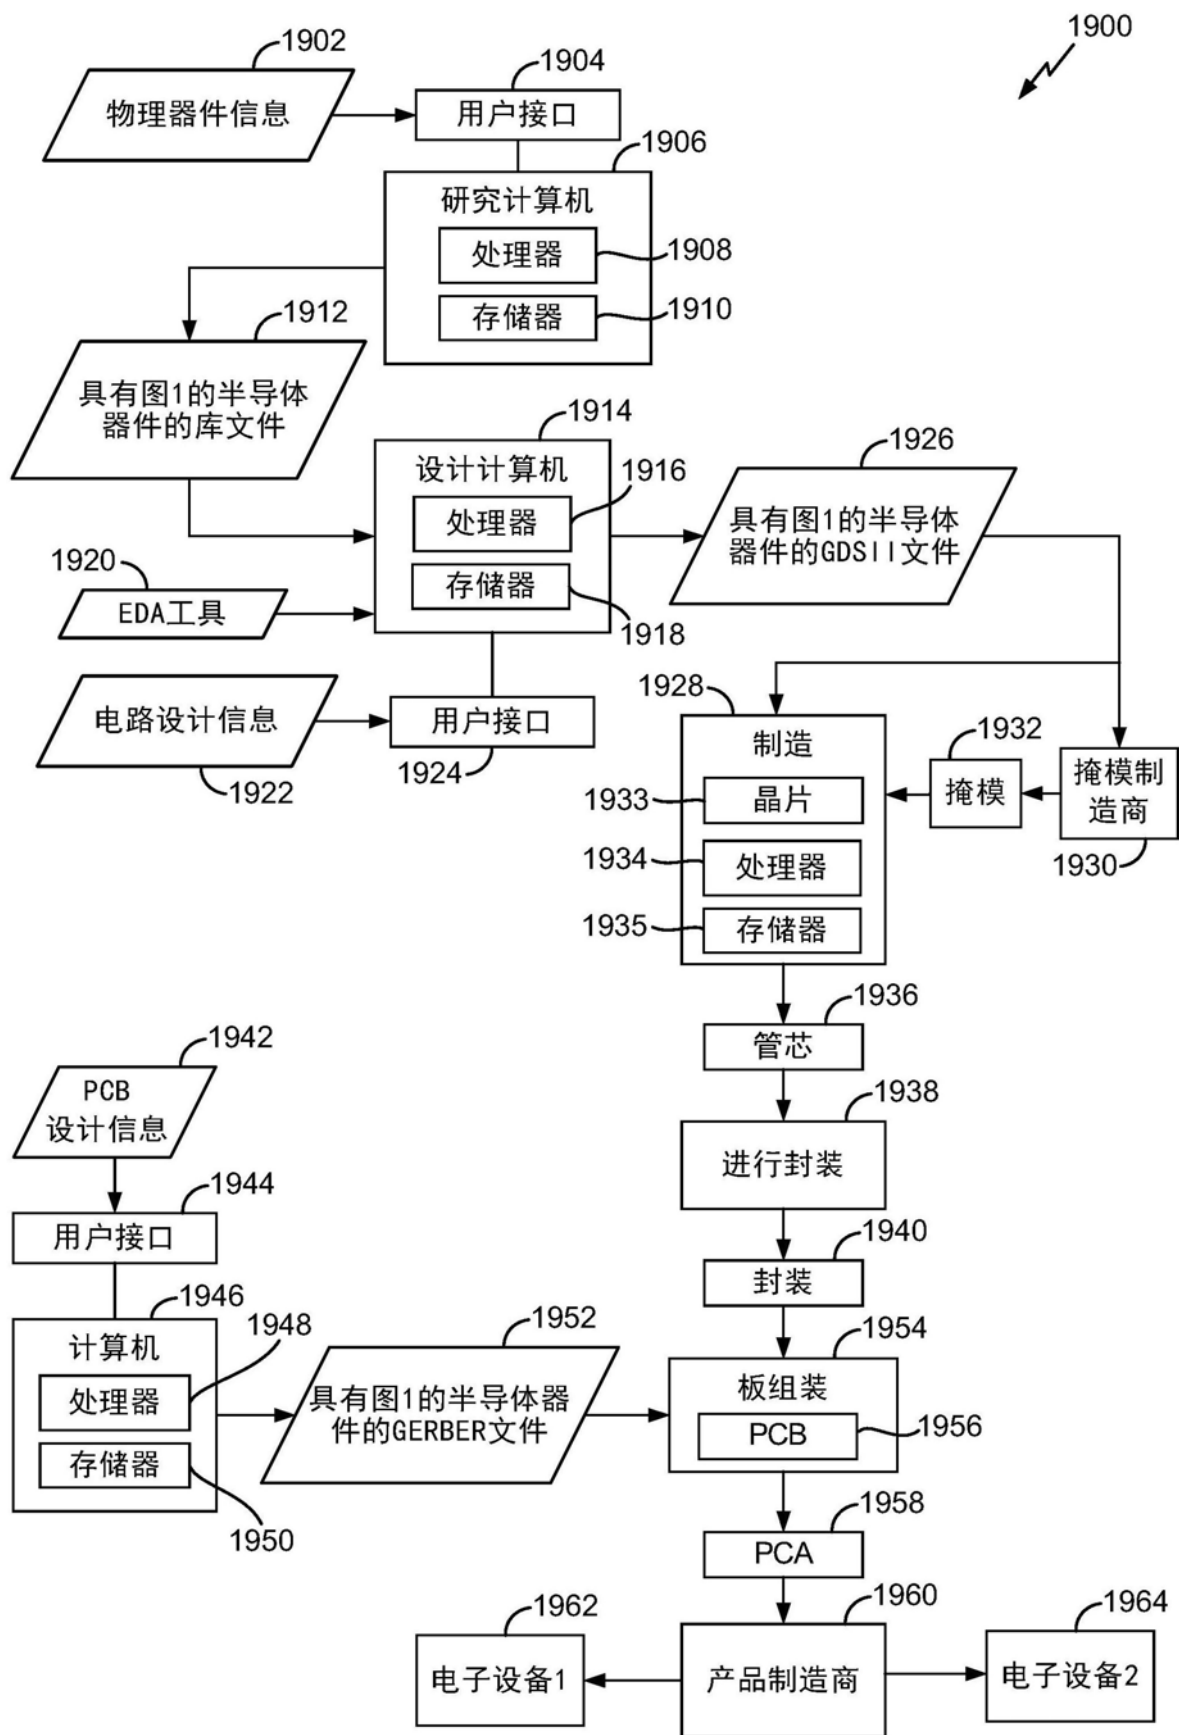 1900
1902
物理器件信息
1904
用户接口
1906
研究计算机
处理器
1908
存储器
1910
1912
具有图1的半导体
器件的库文件
1914
设计计算机
1916
处理器
存储器
1918
1920
EDA工具
电路设计信息
1922
用户接口
1924
1926
具有图1的半导体
器件的GDSII文件
1928
制造
1933
晶片
1934
处理器
1935
存储器
1932
掩模
掩模制
造商
1930
1936
管芯
1938
进行封装
1940
封装
1942
PCB
设计信息
1944
用户接口
1946
计算机
1948
处理器
存储器
1950
1952
具有图1的半导体器
件的GERBER文件
1954
板组装
PCB
1956
1958
PCA
1960
产品制造商
1962
电子设备1
1964
电子设备2